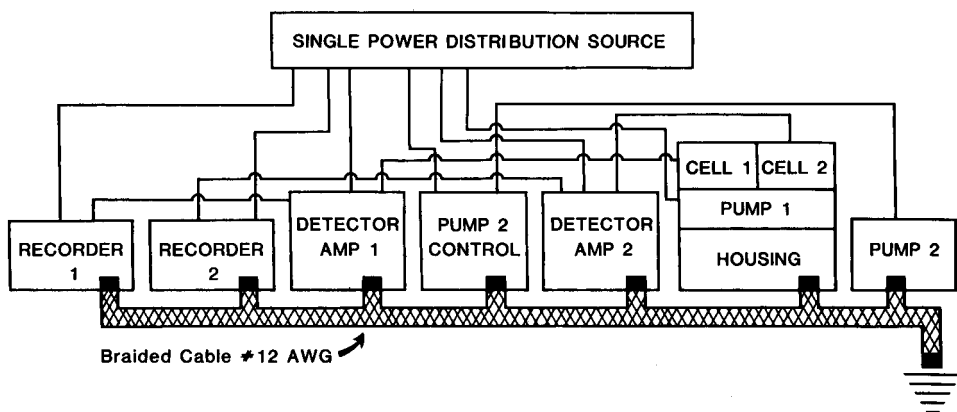 SINGLE POWER DISTRIBUTION SOURCE
CELL 1
CELL 2
RECORDER
1
RECORDER
2
DETECTOR
AMP 1
PUMP 2
CONTROL
DETECTOR
AMP 2
PUMP 1
HOUSING
PUMP 2
Braided Cable #12 AWG